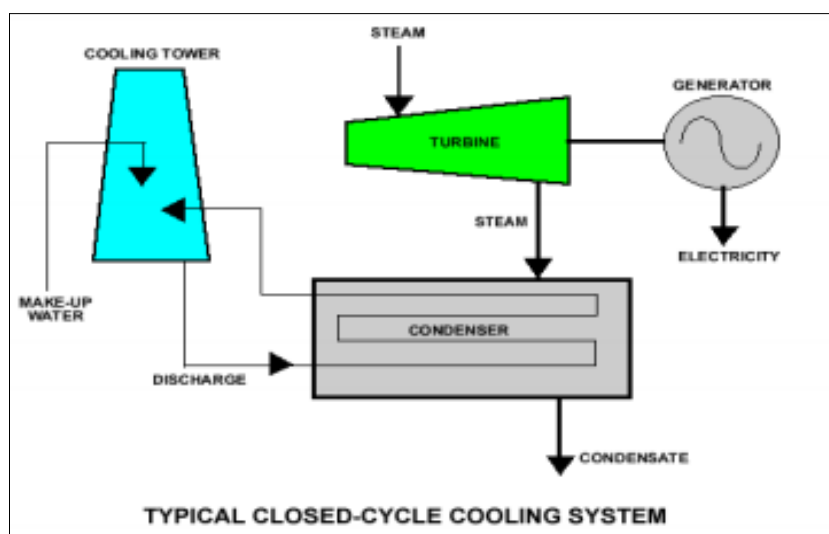 STEAM
COOLING TOWER
GENERATOR
TURBINE
STEAM
ELECTRICITY
MAKE-UP
WATER
CONDENSER
DISCHARGE
CONDENSATE
TYPICAL CLOSED-CYCLE COOLING SYSTEM